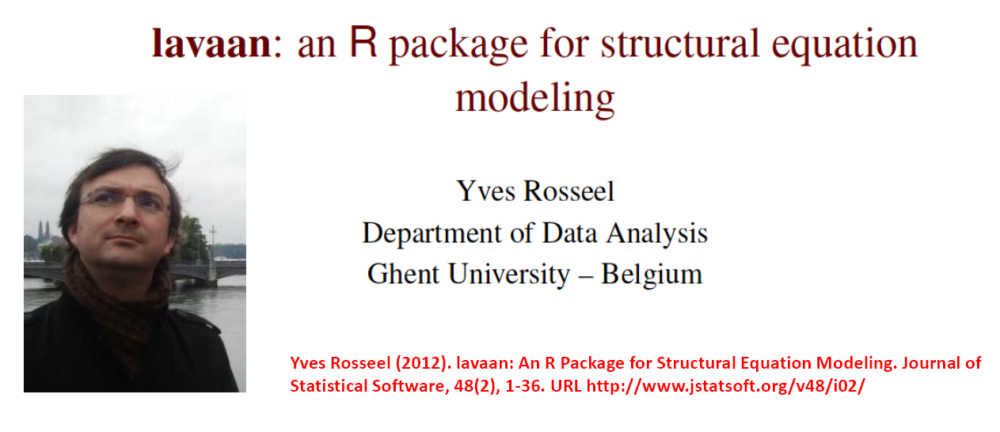 lavaan: an R package for structural equation
modeling
Yves Rosseel
Department of Data Analysis
Ghent University – Belgium
Yves Rosseel (2012). lavaan: An R Package for Structural Equation Modeling. Journal of
Statistical Software, 48(2), 1-36. URL http://www.jstatsoft.org/v48/i02/